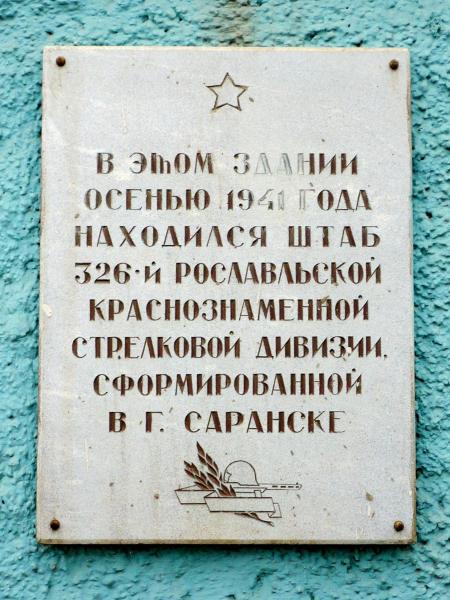 В ЭТОМ ЗДАНИИ
ОСЕНЬЮ 1941 ГОДА
НАХОДИЛСЯ ШТАБ
326-Й РОСЛАВЛЬСКОЙ
КРАСНОЗНАМЕННОЙ
СТРЕЛКОВОЙ ДИВИЗИИ,
СФОРМИРОВАННОЙ
В Г. САРАНСКЕ